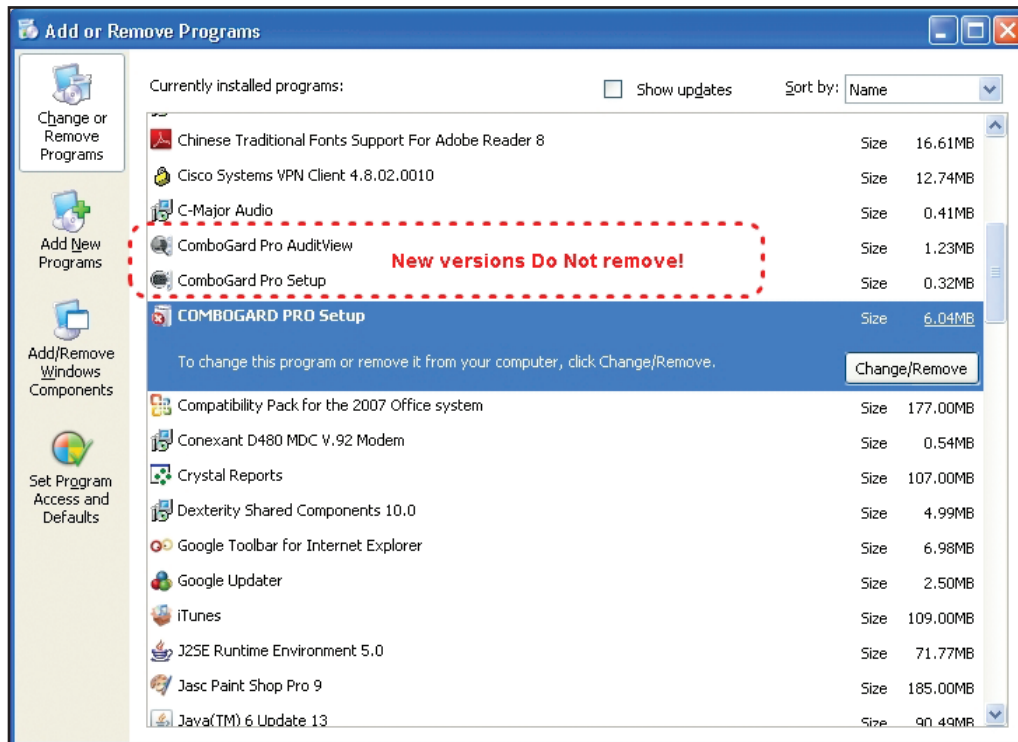 Add or Remove Programs
Change or
Remove
Programs
Add New
Programs
Add/Remove
Windows
Components
Set Program
Access and
Defaults
Currently installed programs:
Show updates
Sort by: Name
Chinese Traditional Fonts Support For Adobe Reader 8 Size 16.61MB
Cisco Systems VPN Client 4.8.02.0010 Size 12.74MB
C-Major Audio Size 0.41MB
ComboGard Pro AuditView Size 1.23MB
New versions Do Not remove!
ComboGard Pro Setup Size 0.32MB
COMBOGARD PRO Setup Size 6.04MB
To change this program or remove it from your computer, click Change/Remove. Change/Remove
Compatibility Pack for the 2007 Office system Size 177.00MB
Conexant D480 MDC V.92 Modem Size 0.54MB
Crystal Reports Size 107.00MB
Dexterity Shared Components 10.0 Size 4.99MB
Google Toolbar for Internet Explorer Size 6.98MB
Google Updater Size 2.50MB
iTunes Size 109.00MB
J2SE Runtime Environment 5.0 Size 71.77MB
Jasc Paint Shop Pro 9 Size 185.00MB
Java(TM) 6 Update 13 Size 90.49MB